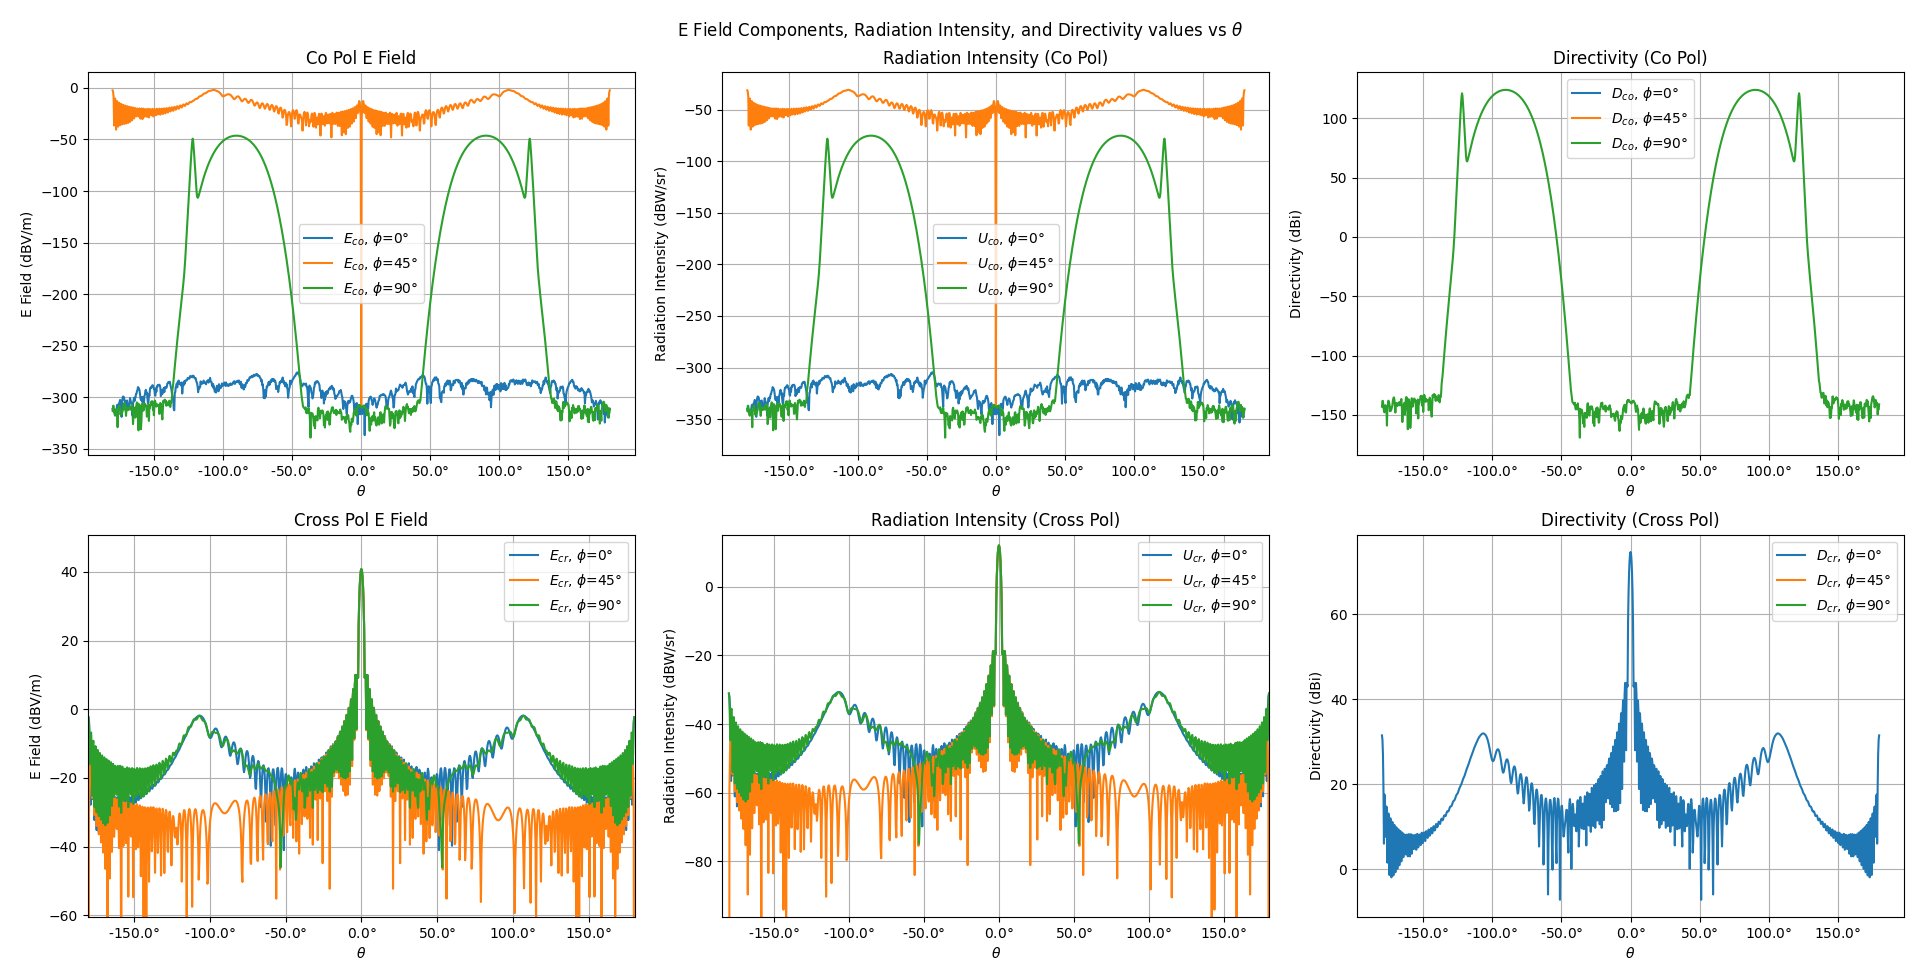 E Field Components, Radiation Intensity, and Directivity values vs θ
Co Pol E Field
E Field (dBV/m)
0
−50
−100
−150
−200
−250
−300
−350
-150.0°
-100.0°
-50.0°
0.0°
50.0°
100.0°
150.0°
θ
E_co, ϕ=0°
E_co, ϕ=45°
E_co, ϕ=90°
Radiation Intensity (Co Pol)
Radiation Intensity (dBW/sr)
−50
−100
−150
−200
−250
−300
−350
-150.0°
-100.0°
-50.0°
0.0°
50.0°
100.0°
150.0°
θ
U_co, ϕ=0°
U_co, ϕ=45°
U_co, ϕ=90°
Directivity (Co Pol)
Directivity (dBi)
100
50
0
−50
−100
−150
-150.0°
-100.0°
-50.0°
0.0°
50.0°
100.0°
150.0°
θ
D_co, ϕ=0°
D_co, ϕ=45°
D_co, ϕ=90°
Cross Pol E Field
E Field (dBV/m)
40
20
0
−20
−40
−60
-150.0°
-100.0°
-50.0°
0.0°
50.0°
100.0°
150.0°
θ
E_cr, ϕ=0°
E_cr, ϕ=45°
E_cr, ϕ=90°
Radiation Intensity (Cross Pol)
Radiation Intensity (dBW/sr)
0
−20
−40
−60
−80
-150.0°
-100.0°
-50.0°
0.0°
50.0°
100.0°
150.0°
θ
U_cr, ϕ=0°
U_cr, ϕ=45°
U_cr, ϕ=90°
Directivity (Cross Pol)
Directivity (dBi)
60
40
20
0
-150.0°
-100.0°
-50.0°
0.0°
50.0°
100.0°
150.0°
θ
D_cr, ϕ=0°
D_cr, ϕ=45°
D_cr, ϕ=90°